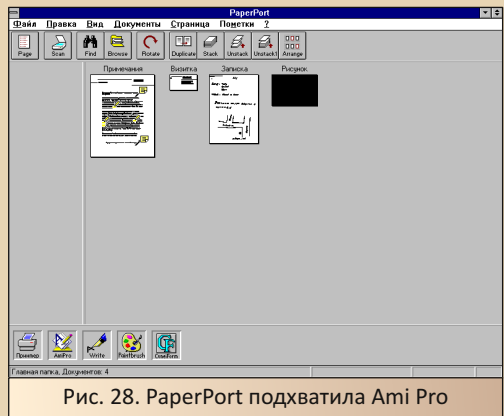 PaperPort
Файл Правка Вид Документы Страница Пометки ?
Page Scan Find Browse Rotate Duplicate Stack Unstack Unstack1 Arrange
Примечания Визитка Записка Рисунок
Принтер AmiPro Write Paintbrush OmniForm
Главная папка, Документов: 4
Рис. 28. PaperPort подхватила Ami Pro